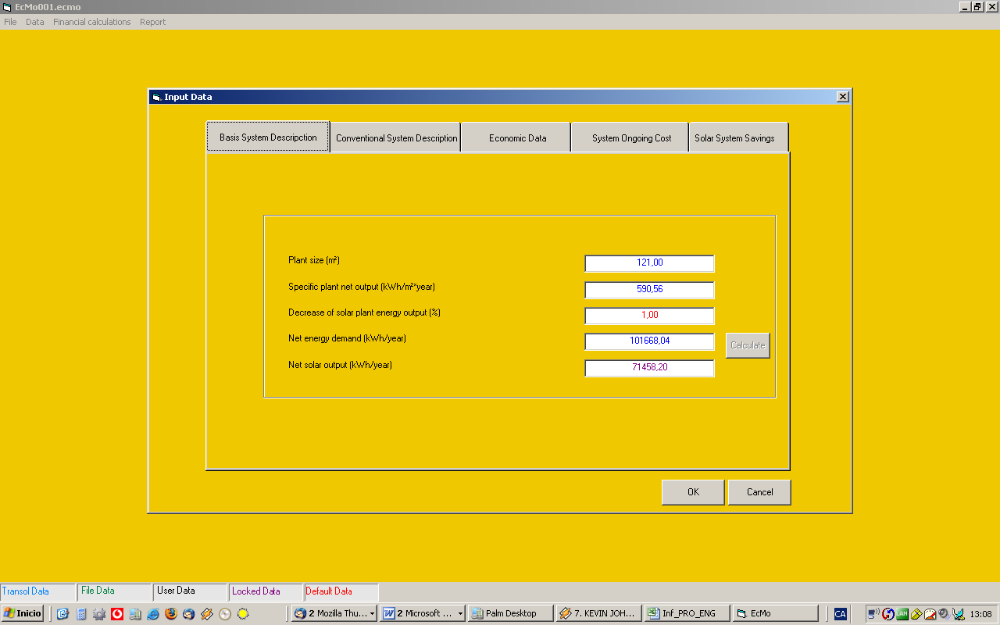 EcMo001.ecmo
File Data Financial calculations Report
Input Data
Basis System Descripction Conventional System Description Economic Data System Ongoing Cost Solar System Savings
Plant size (m²) 121,00
Specific plant net output (kWh/m²*year) 590,56
Decrease of solar plant energy output (%) 1,00
Net energy demand (kWh/year) 101668,04 Calculate
Net solar output (kWh/year) 71458,20
OK Cancel
Transol Data File Data User Data Locked Data Default Data
Inicio 2 Mozilla Thu... 2 Microsoft ... Palm Desktop 7. KEVIN JOH... Inf_PRO_ENG EcMo CA LAN 13:08